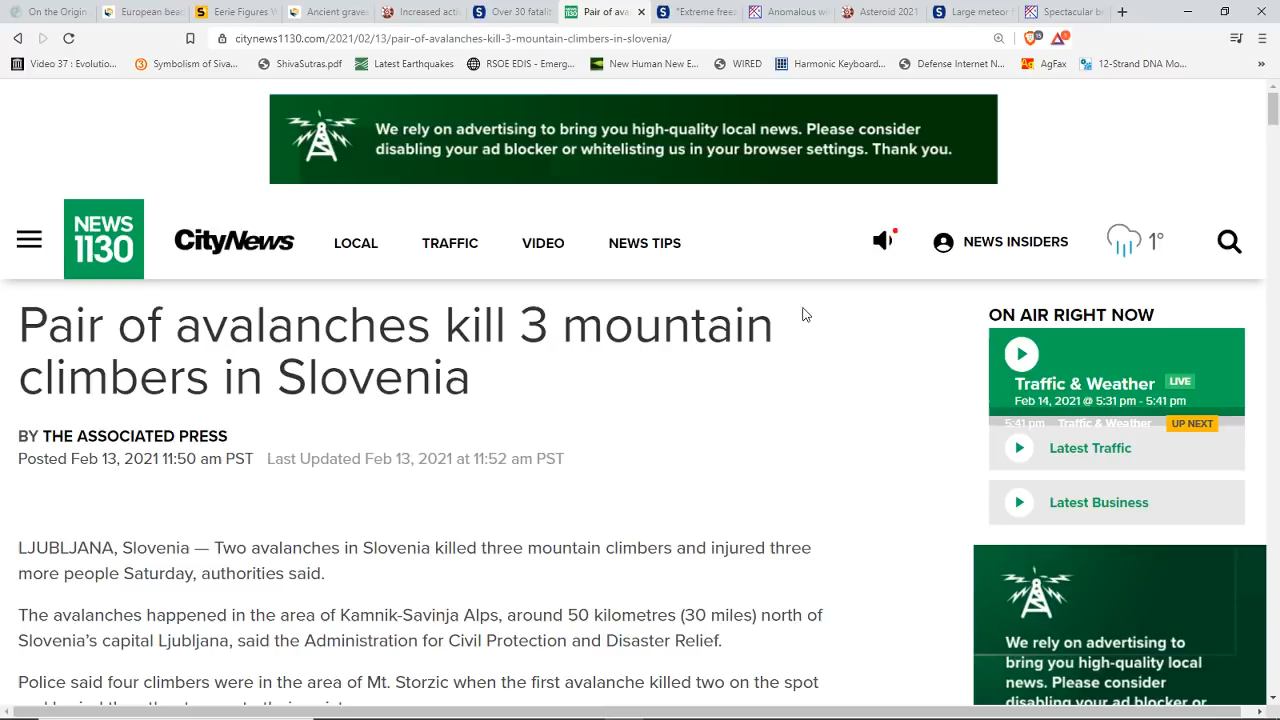 On the Origin
European bea
Eerie Figures V
Ancient grave
Increased acti
Over 30 fatal
Pair of ava
"Extreme free
Anomalous wi
Asteroid 2021
Large meteor f
Spectacular b
citynews1130.com/2021/02/13/pair-of-avalanches-kill-3-mountain-climbers-in-slovenia/
Video 37 : Evolutio...
Symbolism of Siva...
ShivaSutras.pdf
Latest Earthquakes
RSOE EDIS - Emerg...
New Human New E...
WIRED
Harmonic Keyboard...
Defense Internet N...
AgFax
12-Strand DNA Mo...
We rely on advertising to bring you high-quality local news. Please consider
disabling your ad blocker or whitelisting us in your browser settings. Thank you.
NEWS
1130
CityNews
LOCAL
TRAFFIC
VIDEO
NEWS TIPS
NEWS INSIDERS
1°
Pair of avalanches kill 3 mountain
climbers in Slovenia
BY THE ASSOCIATED PRESS
Posted Feb 13, 2021 11:50 am PST Last Updated Feb 13, 2021 at 11:52 am PST
LJUBLJANA, Slovenia — Two avalanches in Slovenia killed three mountain climbers and injured three
more people Saturday, authorities said.
The avalanches happened in the area of Kamnik-Savinja Alps, around 50 kilometres (30 miles) north of
Slovenia's capital Ljubljana, said the Administration for Civil Protection and Disaster Relief.
Police said four climbers were in the area of Mt. Storzic when the first avalanche killed two on the spot
ON AIR RIGHT NOW
Traffic & Weather LIVE
Feb 14, 2021 @ 5:31 pm - 5:41 pm
5:41 pm Traffic & Weather UP NEXT
Latest Traffic
Latest Business
We rely on advertising to
bring you high-quality local
news. Please consider
disabling your ad blocker or